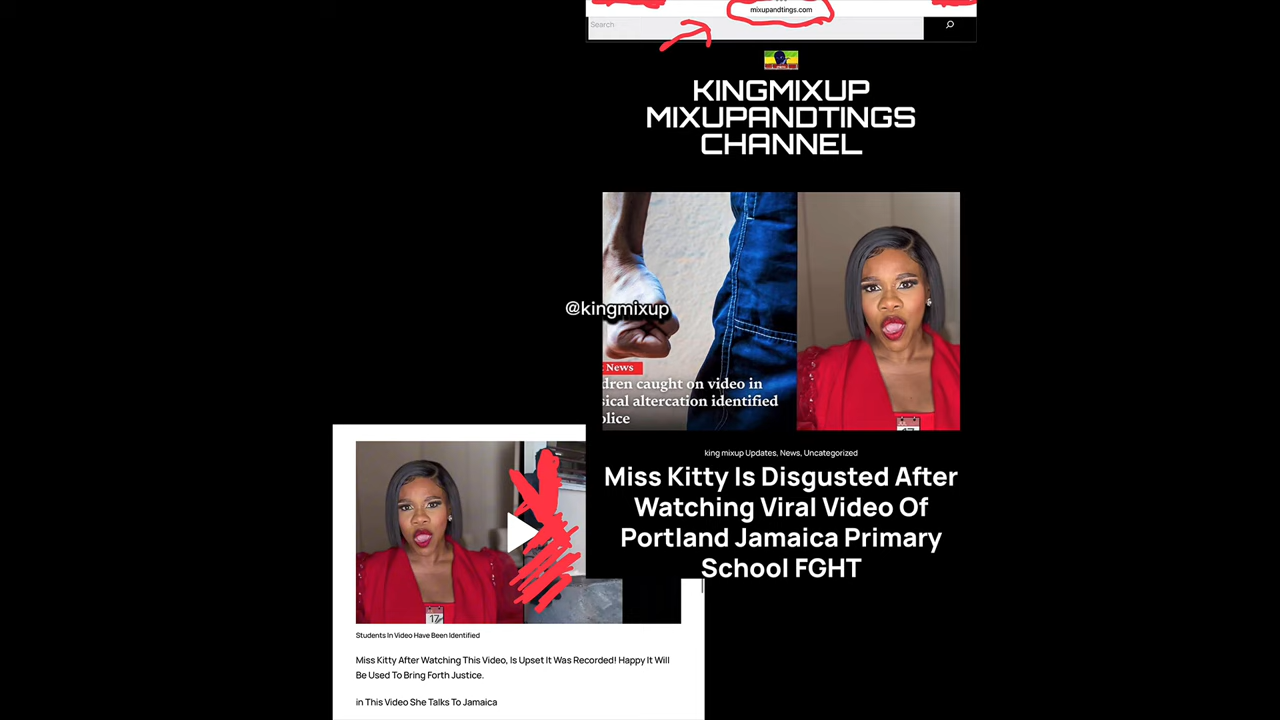 mixupandtings.com
Search
KINGMIXUP
MIXUPANDTINGS
CHANNEL
@kingmixup
News
dren caught on video in
sical altercation identified
olice
17
king mixup Updates, News, Uncategorized
Miss Kitty Is Disgusted After
Watching Viral Video Of
Portland Jamaica Primary
School FGHT
17
Students In Video Have Been Identified
Miss Kitty After Watching This Video, Is Upset It Was Recorded! Happy It Will
Be Used To Bring Forth Justice.
in This Video She Talks To Jamaica